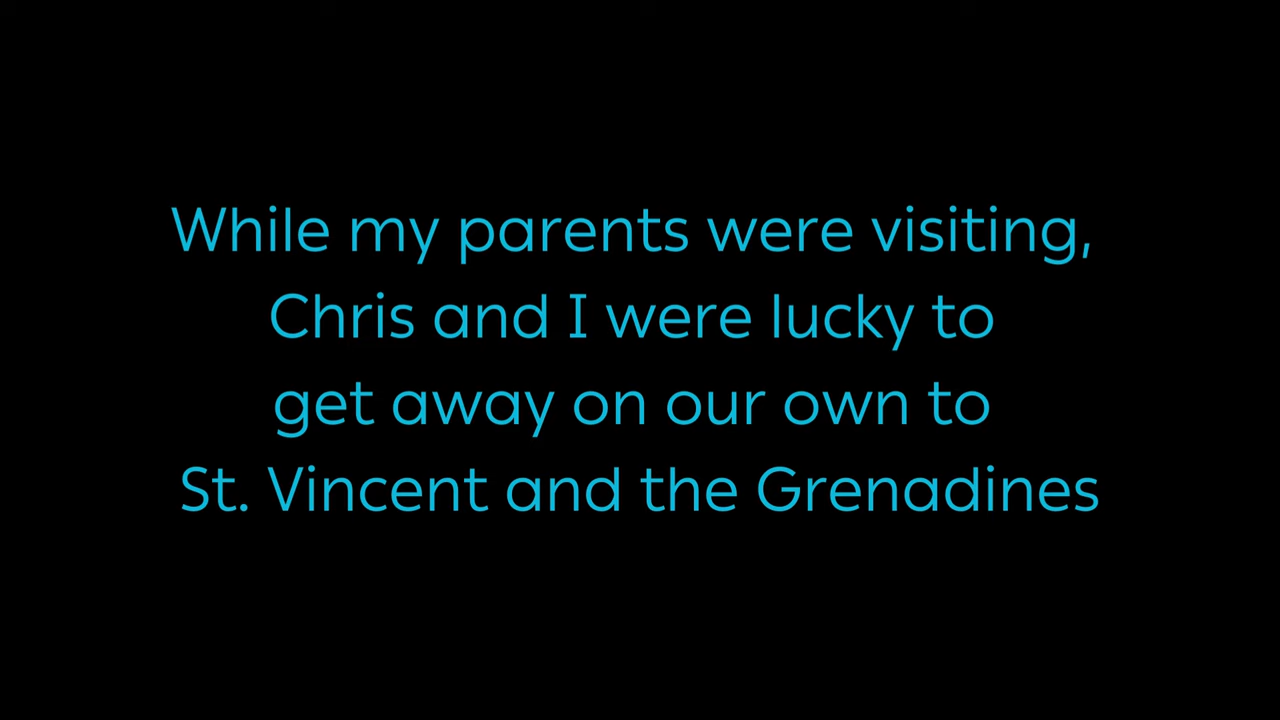 While my parents were visiting,
Chris and I were lucky to
get away on our own to
St. Vincent and the Grenadines